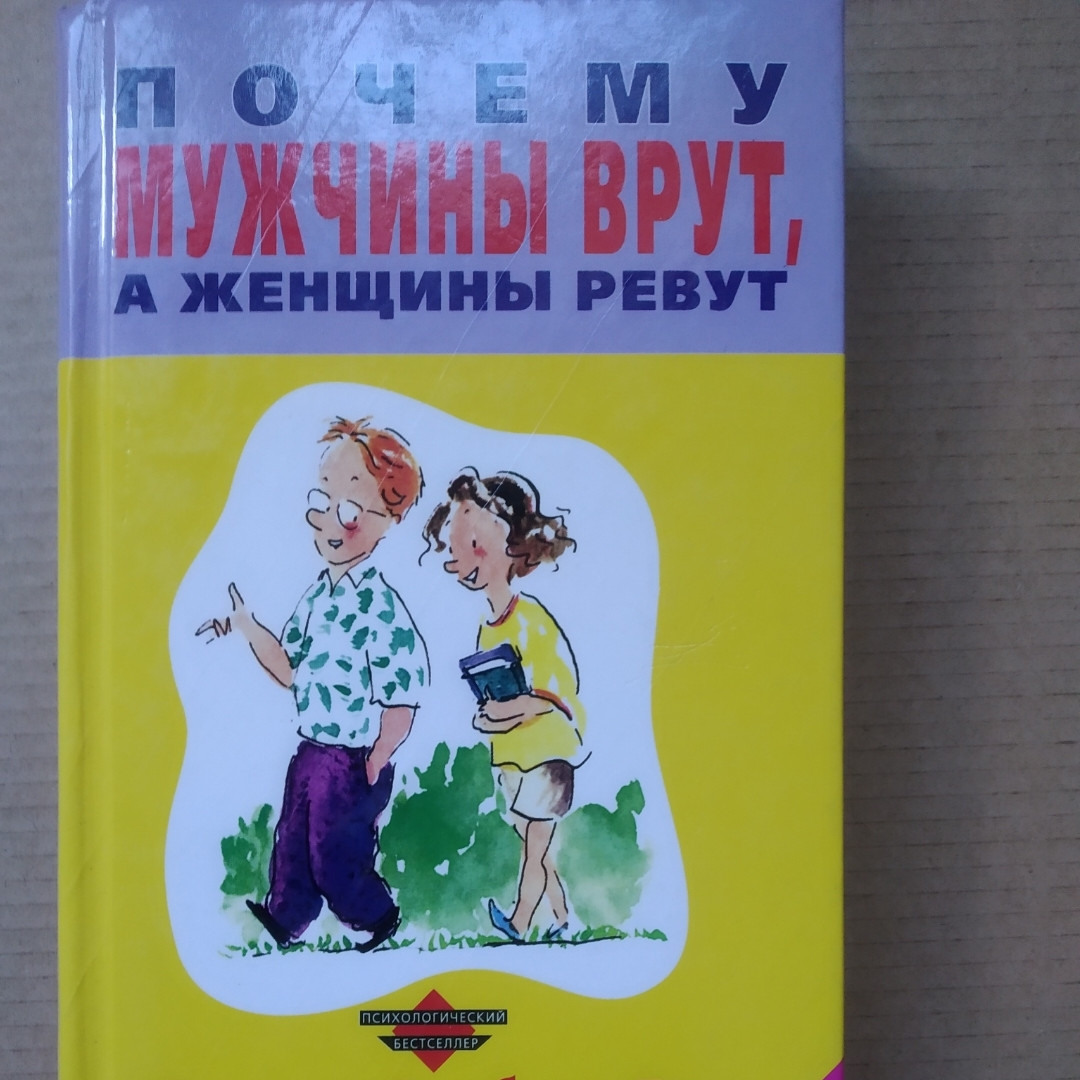 ПОЧЕМУ
МУЖЧИНЫ ВРУТ,
А ЖЕНЩИНЫ РЕВУТ
ПСИХОЛОГИЧЕСКИЙ
БЕСТСЕЛЛЕР